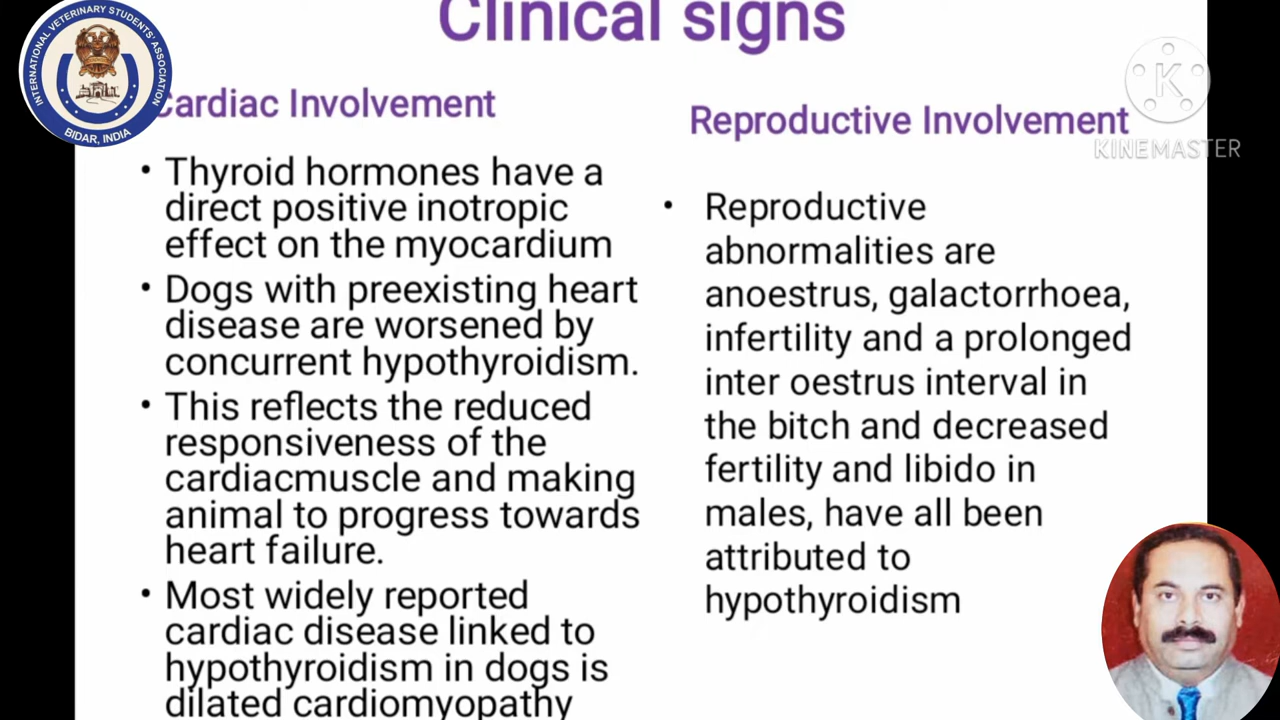 Clinical signs
INTERNATIONAL VETERINARY STUDENTS' ASSOCIATION
BIDAR, INDIA
Cardiac Involvement
• Thyroid hormones have a
direct positive inotropic
effect on the myocardium
• Dogs with preexisting heart
disease are worsened by
concurrent hypothyroidism.
• This reflects the reduced
responsiveness of the
cardiacmuscle and making
animal to progress towards
heart failure.
• Most widely reported
cardiac disease linked to
hypothyroidism in dogs is
dilated cardiomyopathy
Reproductive Involvement
• Reproductive
abnormalities are
anoestrus, galactorrhoea,
infertility and a prolonged
inter oestrus interval in
the bitch and decreased
fertility and libido in
males, have all been
attributed to
hypothyroidism
K
KINEMASTER